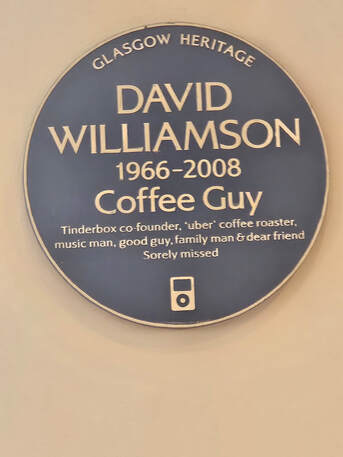 GLASGOW HERITAGE
DAVID
WILLIAMSON
1966-2008
Coffee Guy
Tinderbox co-founder, 'uber' coffee roaster,
music man, good guy, family man & dear friend
Sorely missed